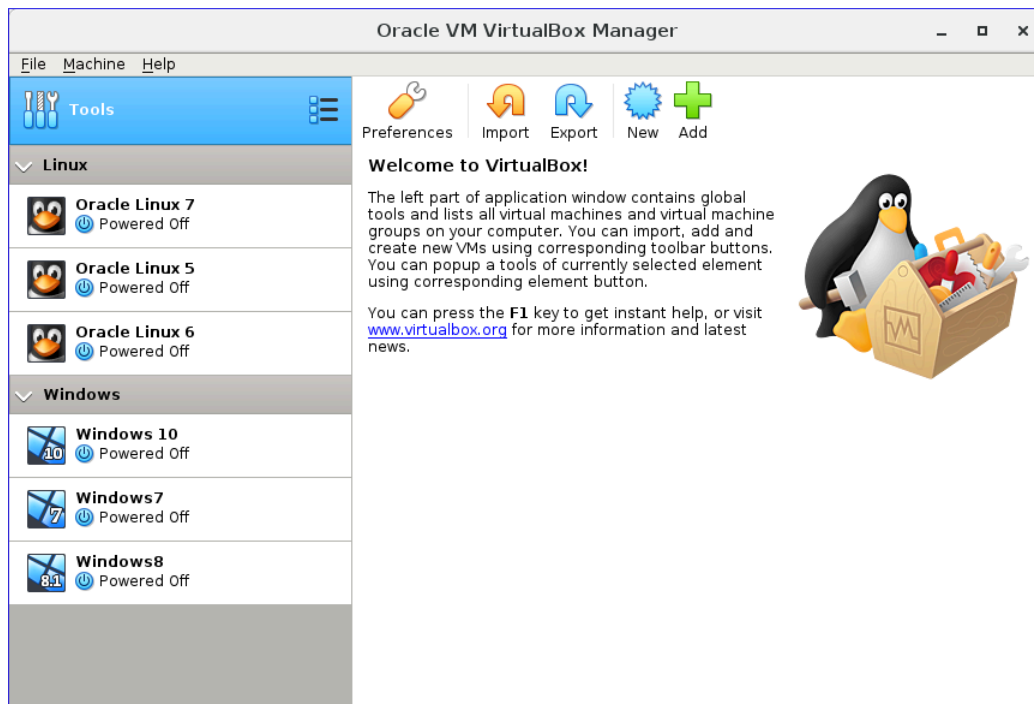 Oracle VM VirtualBox Manager
File Machine Help
Tools
Preferences Import Export New Add
Linux
Oracle Linux 7
Powered Off
Oracle Linux 5
Powered Off
Oracle Linux 6
Powered Off
Windows
10
Windows 10
Powered Off
7
Windows7
Powered Off
8.1
Windows8
Powered Off
Welcome to VirtualBox!
The left part of application window contains global
tools and lists all virtual machines and virtual machine
groups on your computer. You can import, add and
create new VMs using corresponding toolbar buttons.
You can popup a tools of currently selected element
using corresponding element button.
You can press the F1 key to get instant help, or visit
www.virtualbox.org for more information and latest
news.